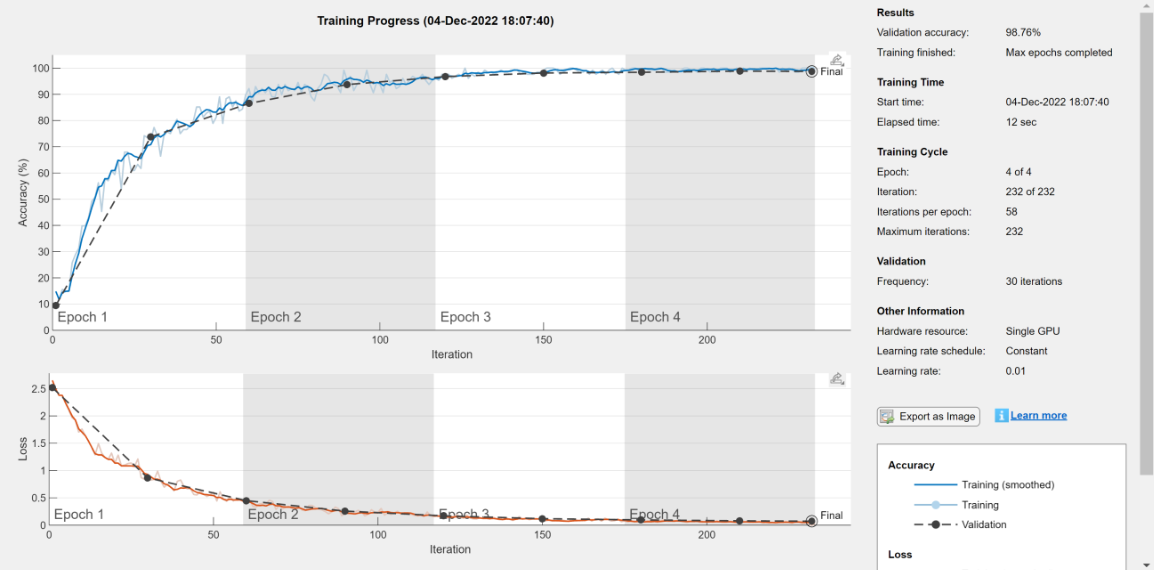 Training Progress (04-Dec-2022 18:07:40)
100
90
80
70
60
50
40
30
20
10
0
Accuracy (%)
Final
Epoch 1
Epoch 2
Epoch 3
Epoch 4
0
50
100
150
200
Iteration
2.5
2
1.5
1
0.5
0
Loss
Final
Epoch 1
Epoch 2
Epoch 3
Epoch 4
0
50
100
150
200
Iteration
Results
Validation accuracy: 98.76%
Training finished: Max epochs completed
Training Time
Start time: 04-Dec-2022 18:07:40
Elapsed time: 12 sec
Training Cycle
Epoch: 4 of 4
Iteration: 232 of 232
Iterations per epoch: 58
Maximum iterations: 232
Validation
Frequency: 30 iterations
Other Information
Hardware resource: Single GPU
Learning rate schedule: Constant
Learning rate: 0.01
Export as Image
i Learn more
Accuracy
Training (smoothed)
Training
Validation
Loss